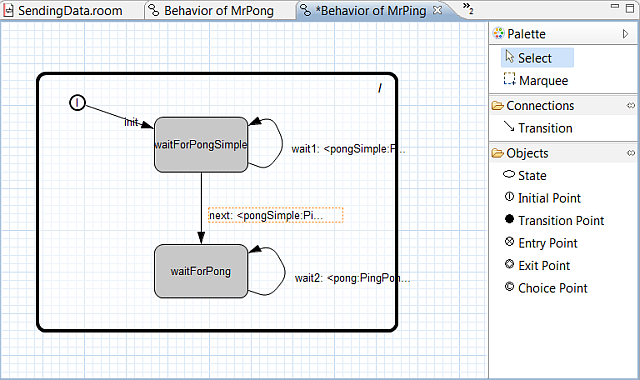 SendingData.room
Behavior of MrPong
*Behavior of MrPing
»2
Palette
Select
Marquee
Connections
Transition
Objects
State
Initial Point
Transition Point
Entry Point
Exit Point
Choice Point
/
I
init
waitForPongSimple
wait1: <pongSimple:P...
next: <pongSimple:Pi...
waitForPong
wait2: <pong:PingPon...